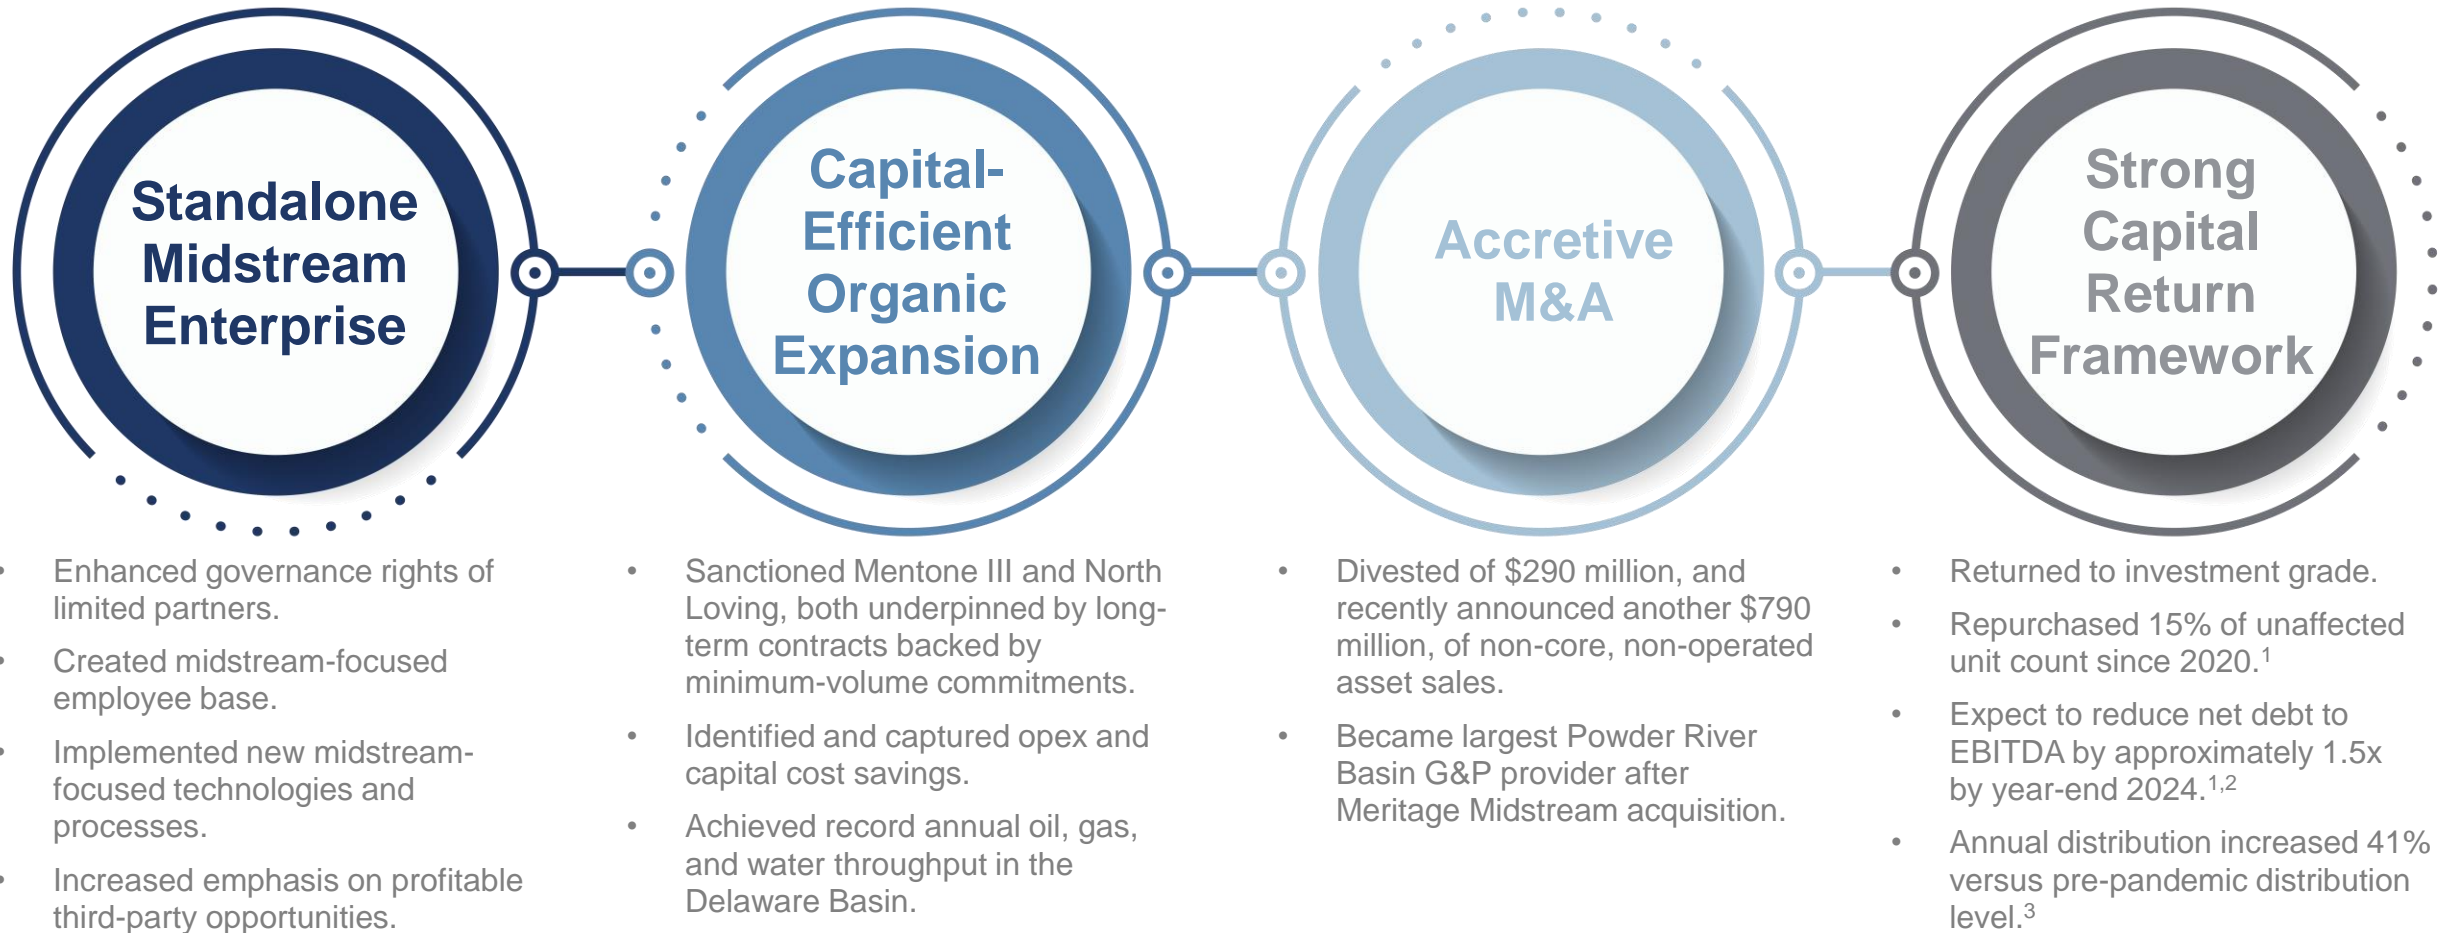 Standalone
Midstream
Enterprise
• Enhanced governance rights of
limited partners.
• Created midstream-focused
employee base.
• Implemented new midstream-
focused technologies and
processes.
• Increased emphasis on profitable
third-party opportunities.
Capital-
Efficient
Organic
Expansion
• Sanctioned Mentone III and North
Loving, both underpinned by long-
term contracts backed by
minimum-volume commitments.
• Identified and captured opex and
capital cost savings.
• Achieved record annual oil, gas,
and water throughput in the
Delaware Basin.
Accretive
M&A
• Divested of $290 million, and
recently announced another $790
million, of non-core, non-operated
asset sales.
• Became largest Powder River
Basin G&P provider after
Meritage Midstream acquisition.
Strong
Capital
Return
Framework
• Returned to investment grade.
• Repurchased 15% of unaffected
unit count since 2020.¹
• Expect to reduce net debt to
EBITDA by approximately 1.5x
by year-end 2024.¹,²
• Annual distribution increased 41%
versus pre-pandemic distribution
level.³